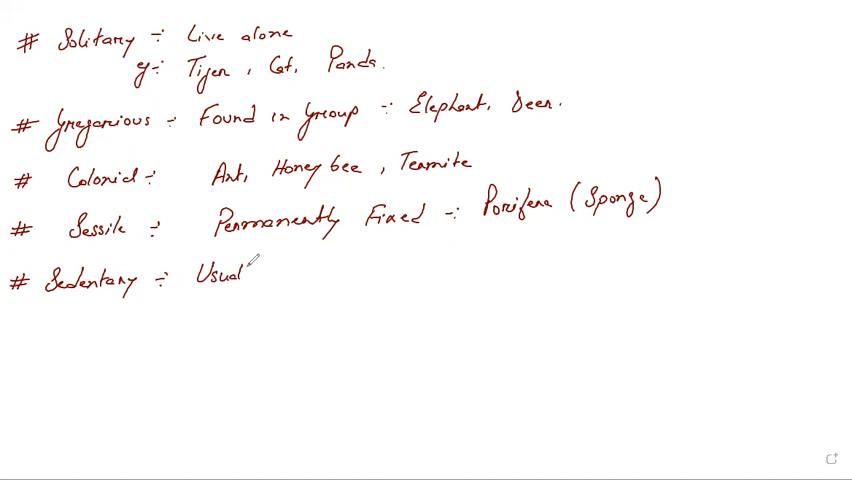 # Solitary ÷ Live alone
eg ÷ Tiger, Cat, Panda.
# Gregarious ÷ Found in Group ÷ Elephant, Deer.
# Colonial ÷ Ant, Honey bee, Termite
# Sessile ÷ Permanently Fixed ÷ Porifera (Sponge)
# Sedentary ÷ Usual